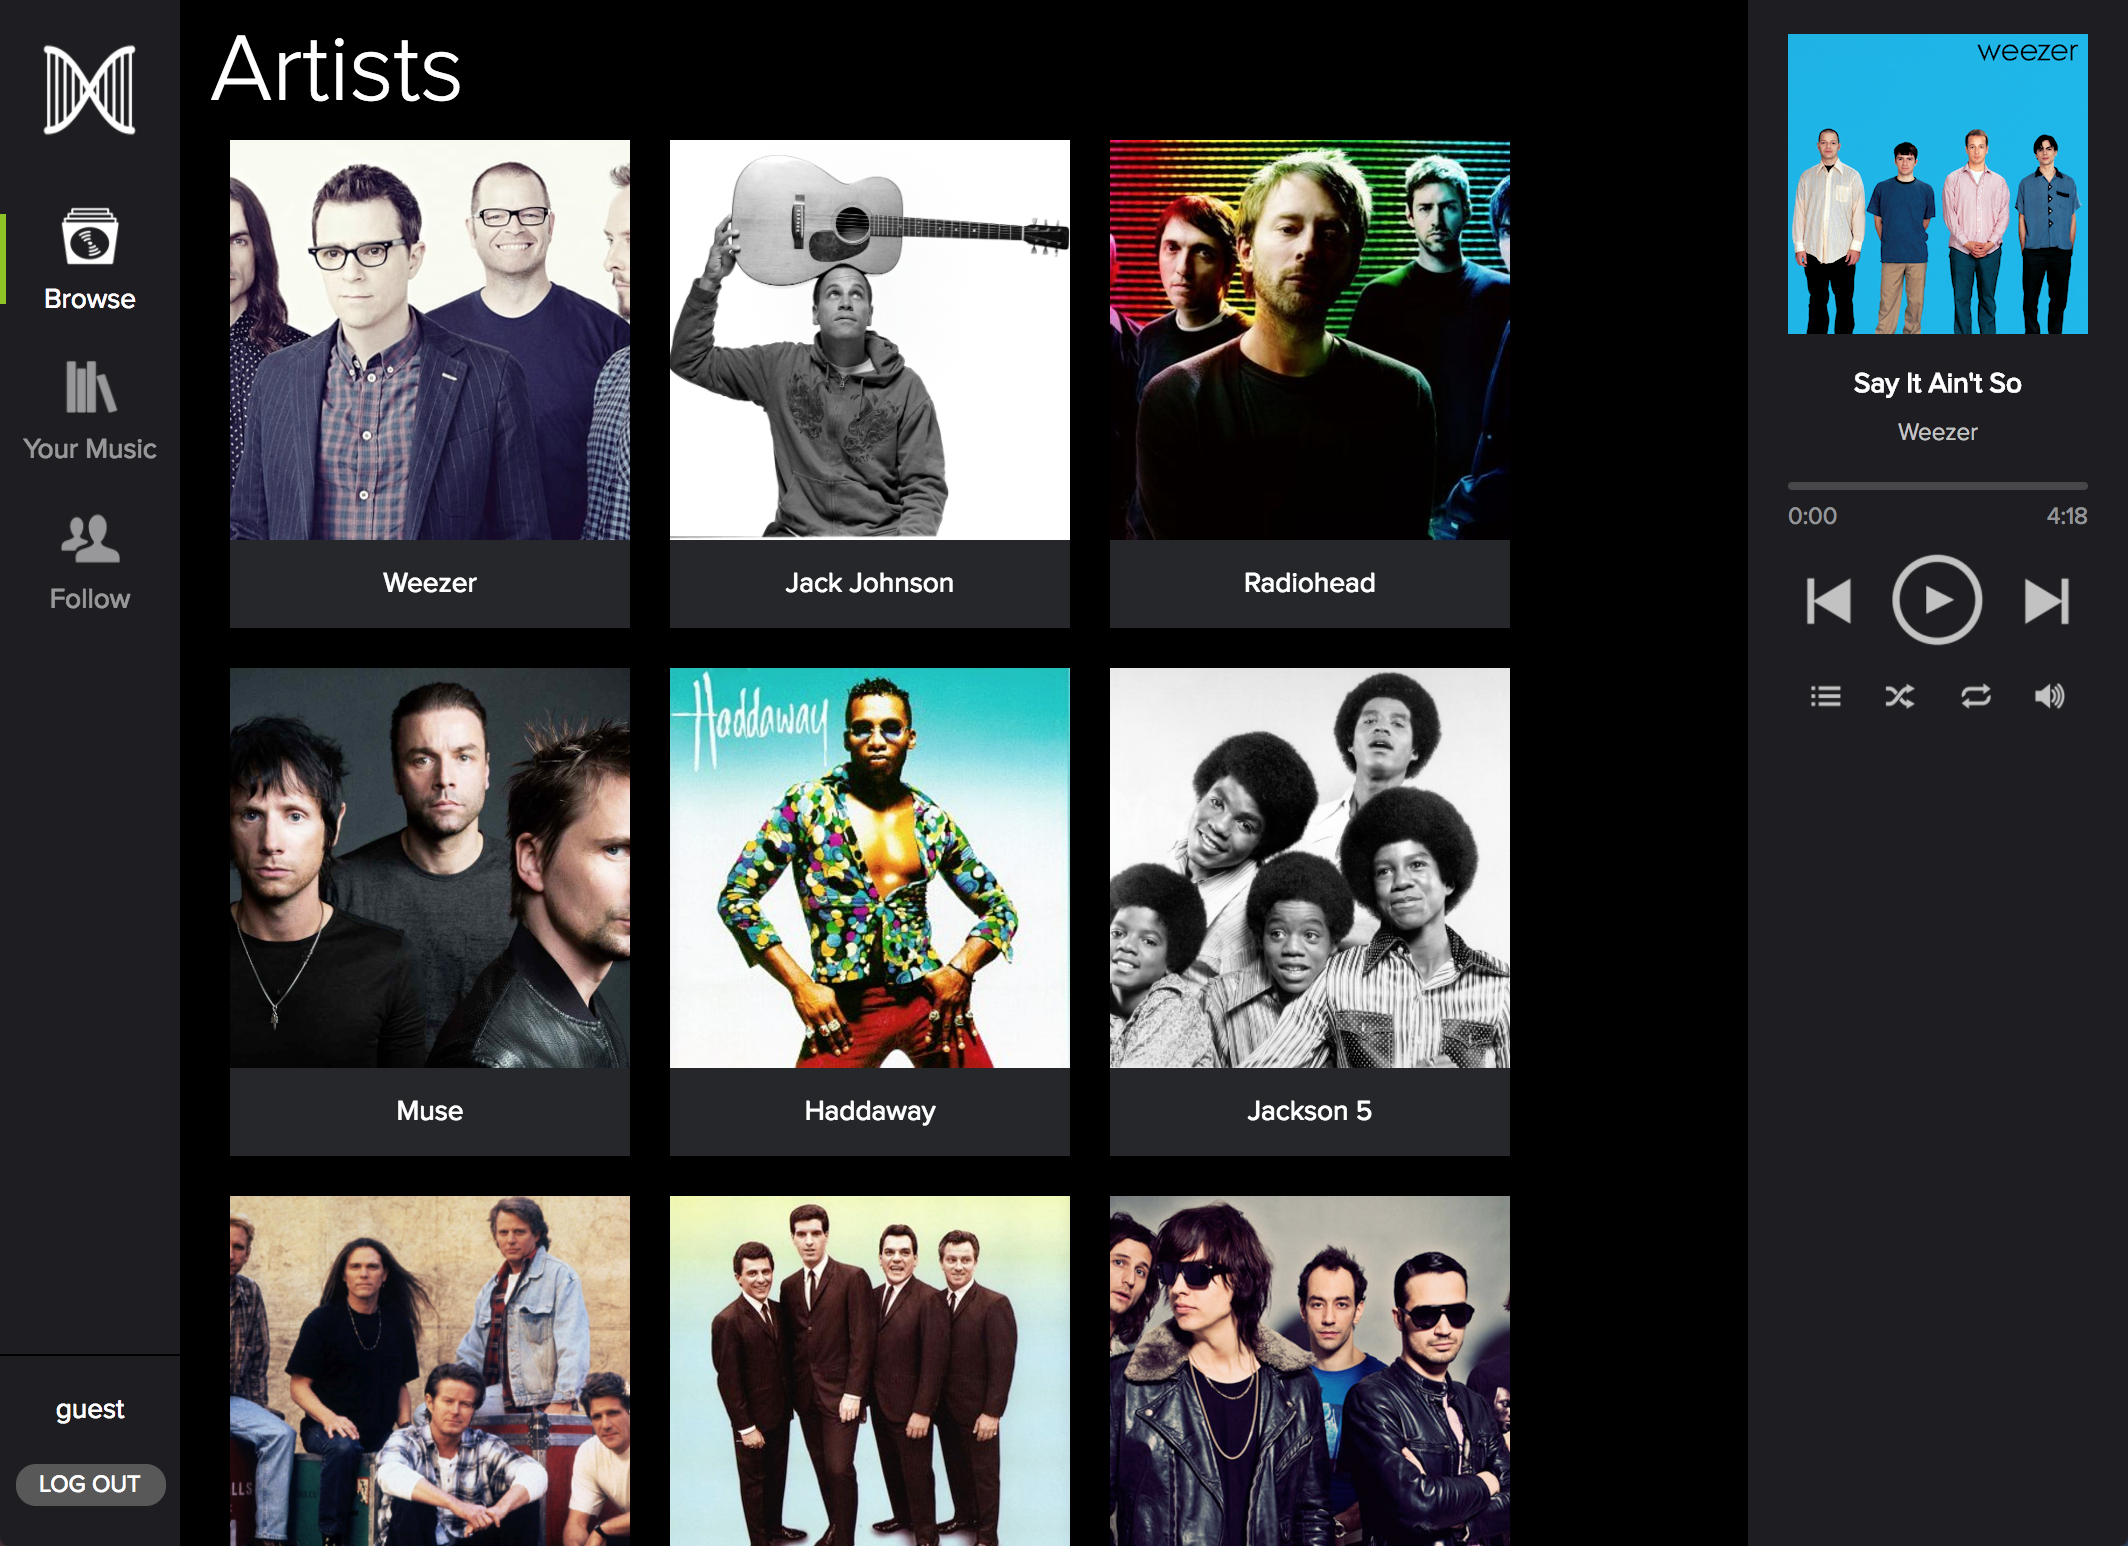 Artists
Browse
Your Music
Follow
guest
LOG OUT
Weezer
Jack Johnson
Radiohead
Haddaway
Muse
Haddaway
Jackson 5
weezer
Say It Ain't So
Weezer
0:00 4:18